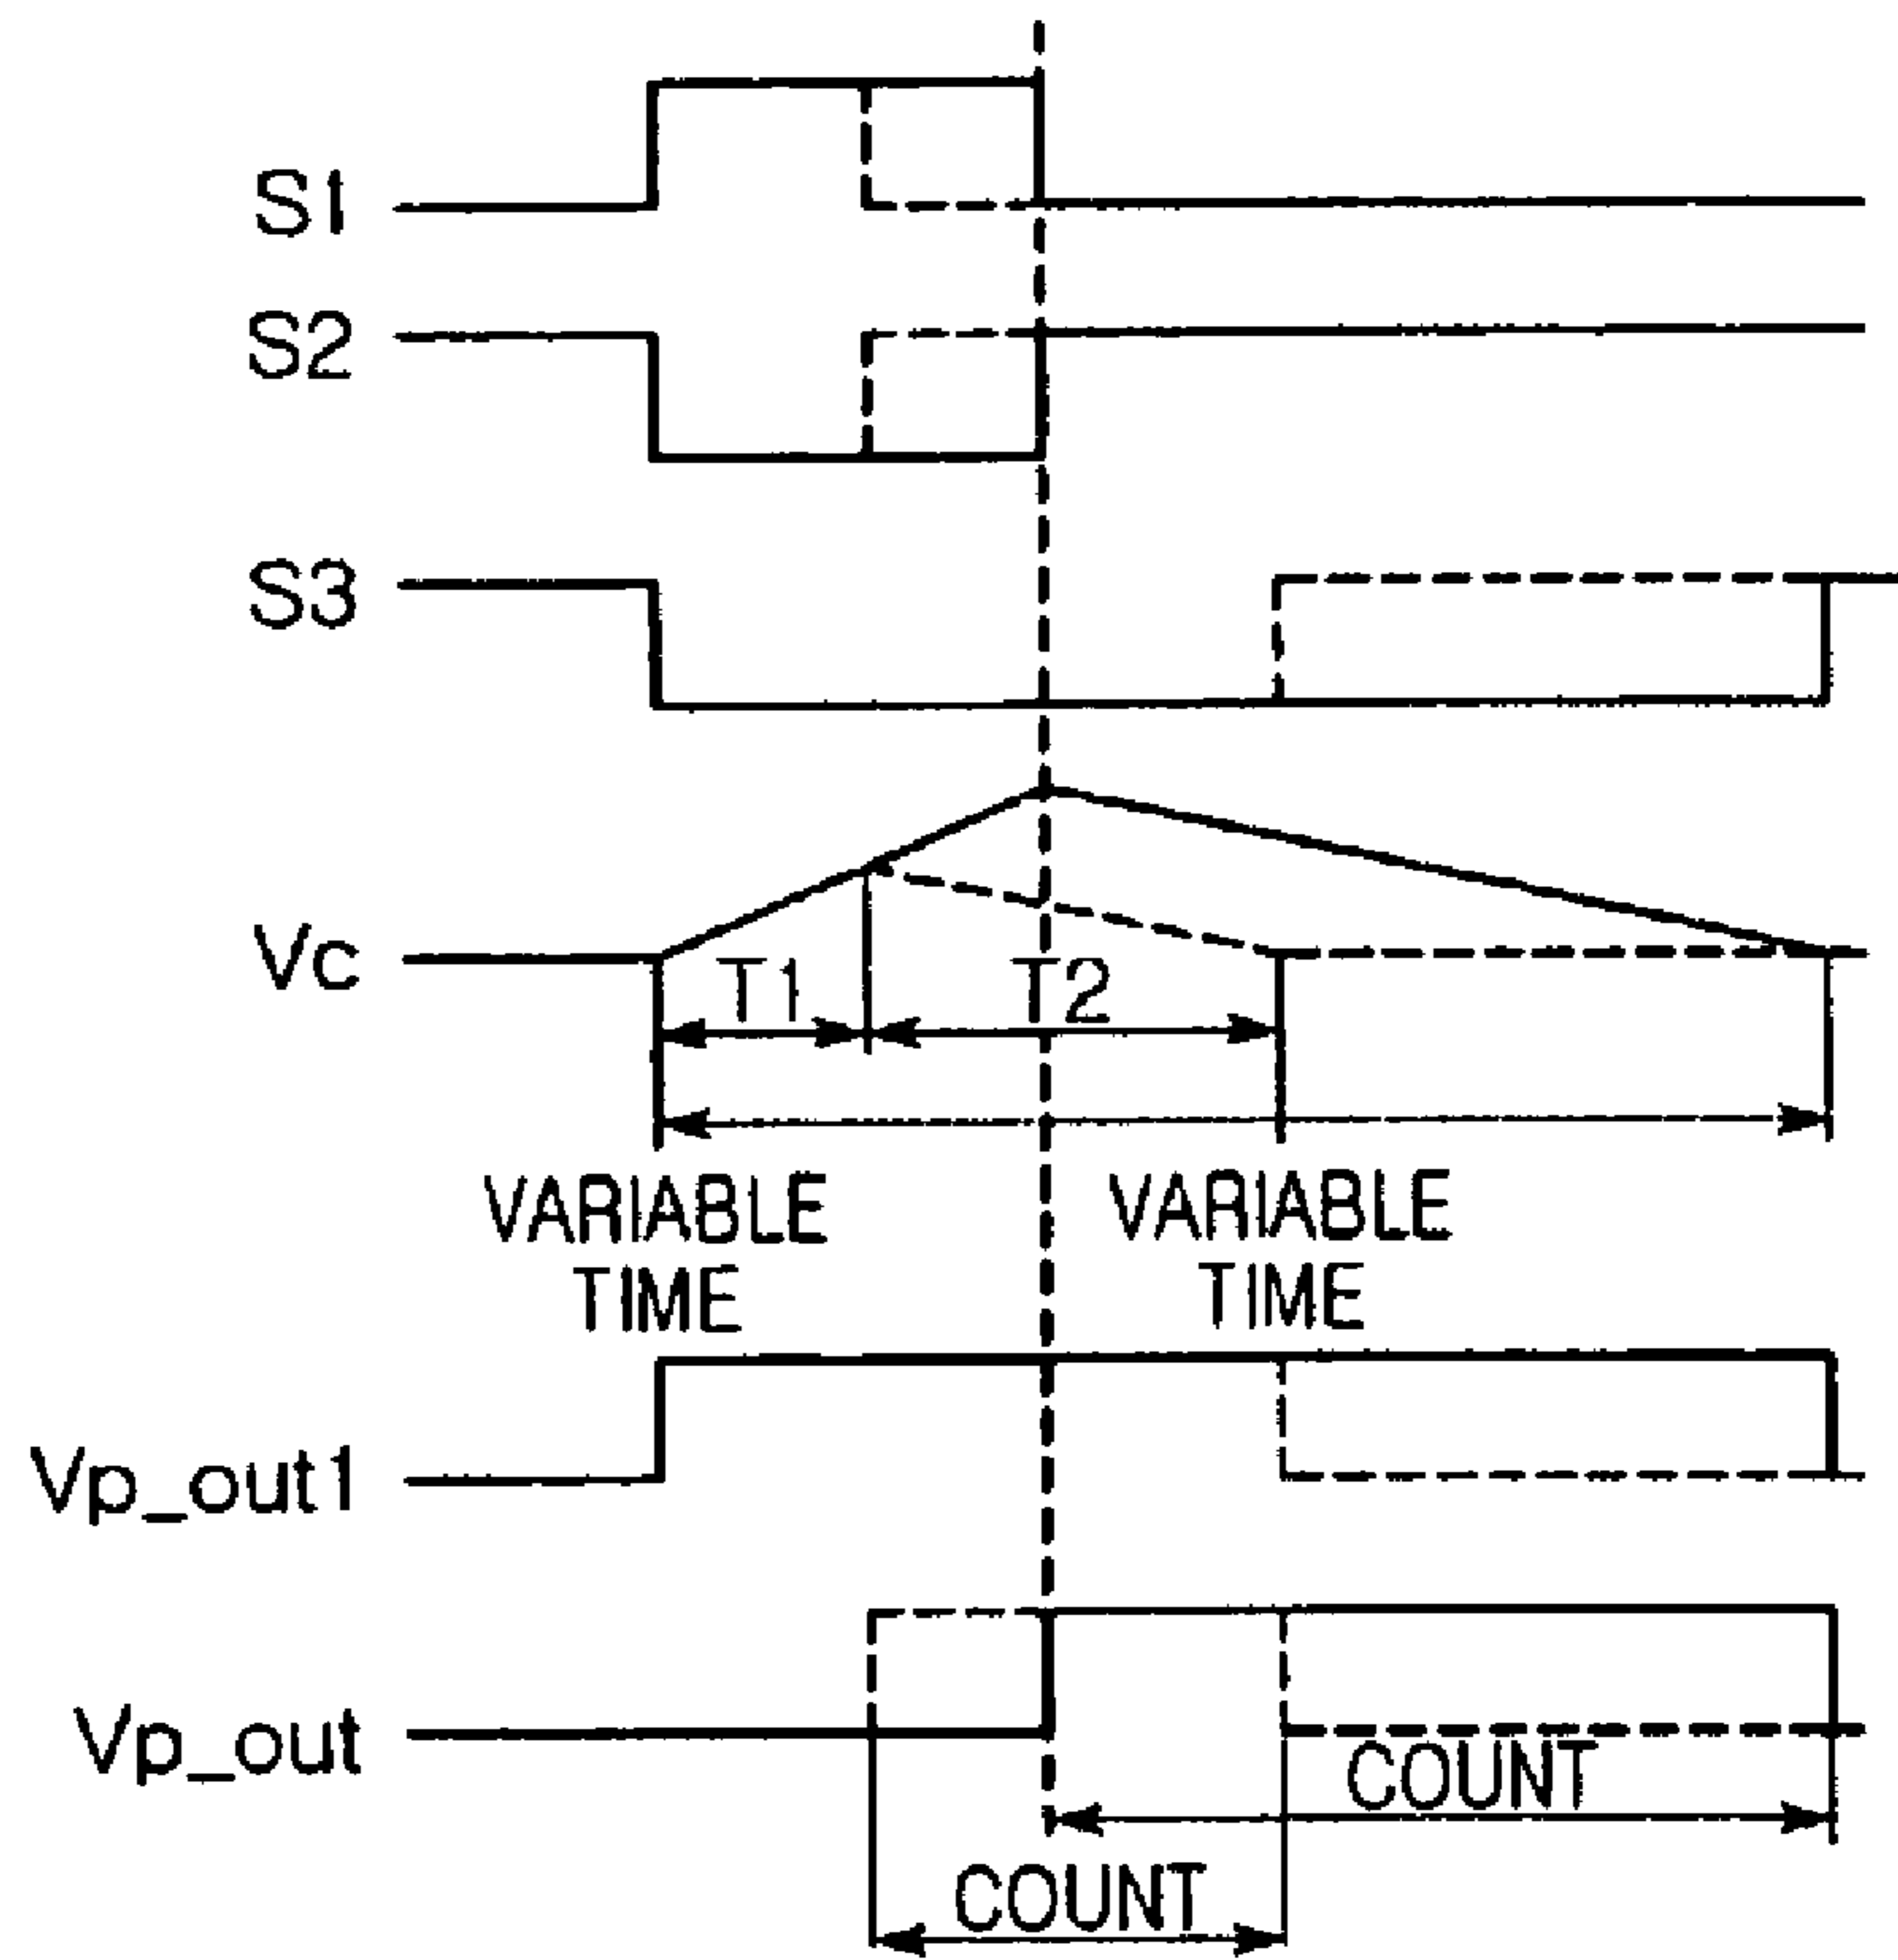 S1
S2
S3
Vc
T1
T2
VARIABLE
TIME
VARIABLE
TIME
Vp_out1
Vp_out
COUNT
COUNT